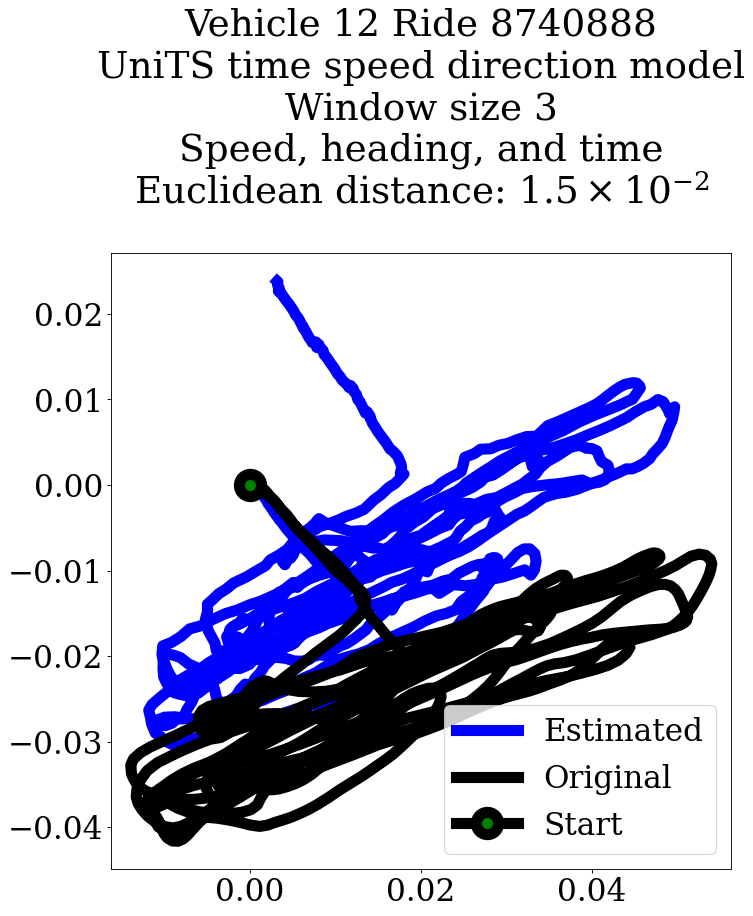 Vehicle 12 Ride 8740888
UniTS time speed direction model
Window size 3
Speed, heading, and time
Euclidean distance: 1.5 × 10⁻²
0.02
0.01
0.00
−0.01
−0.02
−0.03
−0.04
Estimated
Original
Start
0.00 0.02 0.04